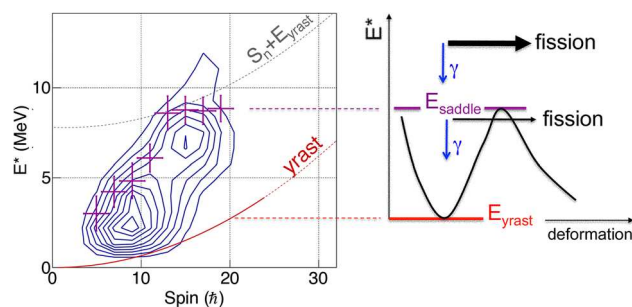 10
5
0
0
10
20
30
E* (MeV)
Spin (ℏ)
Sn+Eyrast
yrast
E*
fission
γ
Esaddle
fission
γ
Eyrast
deformation